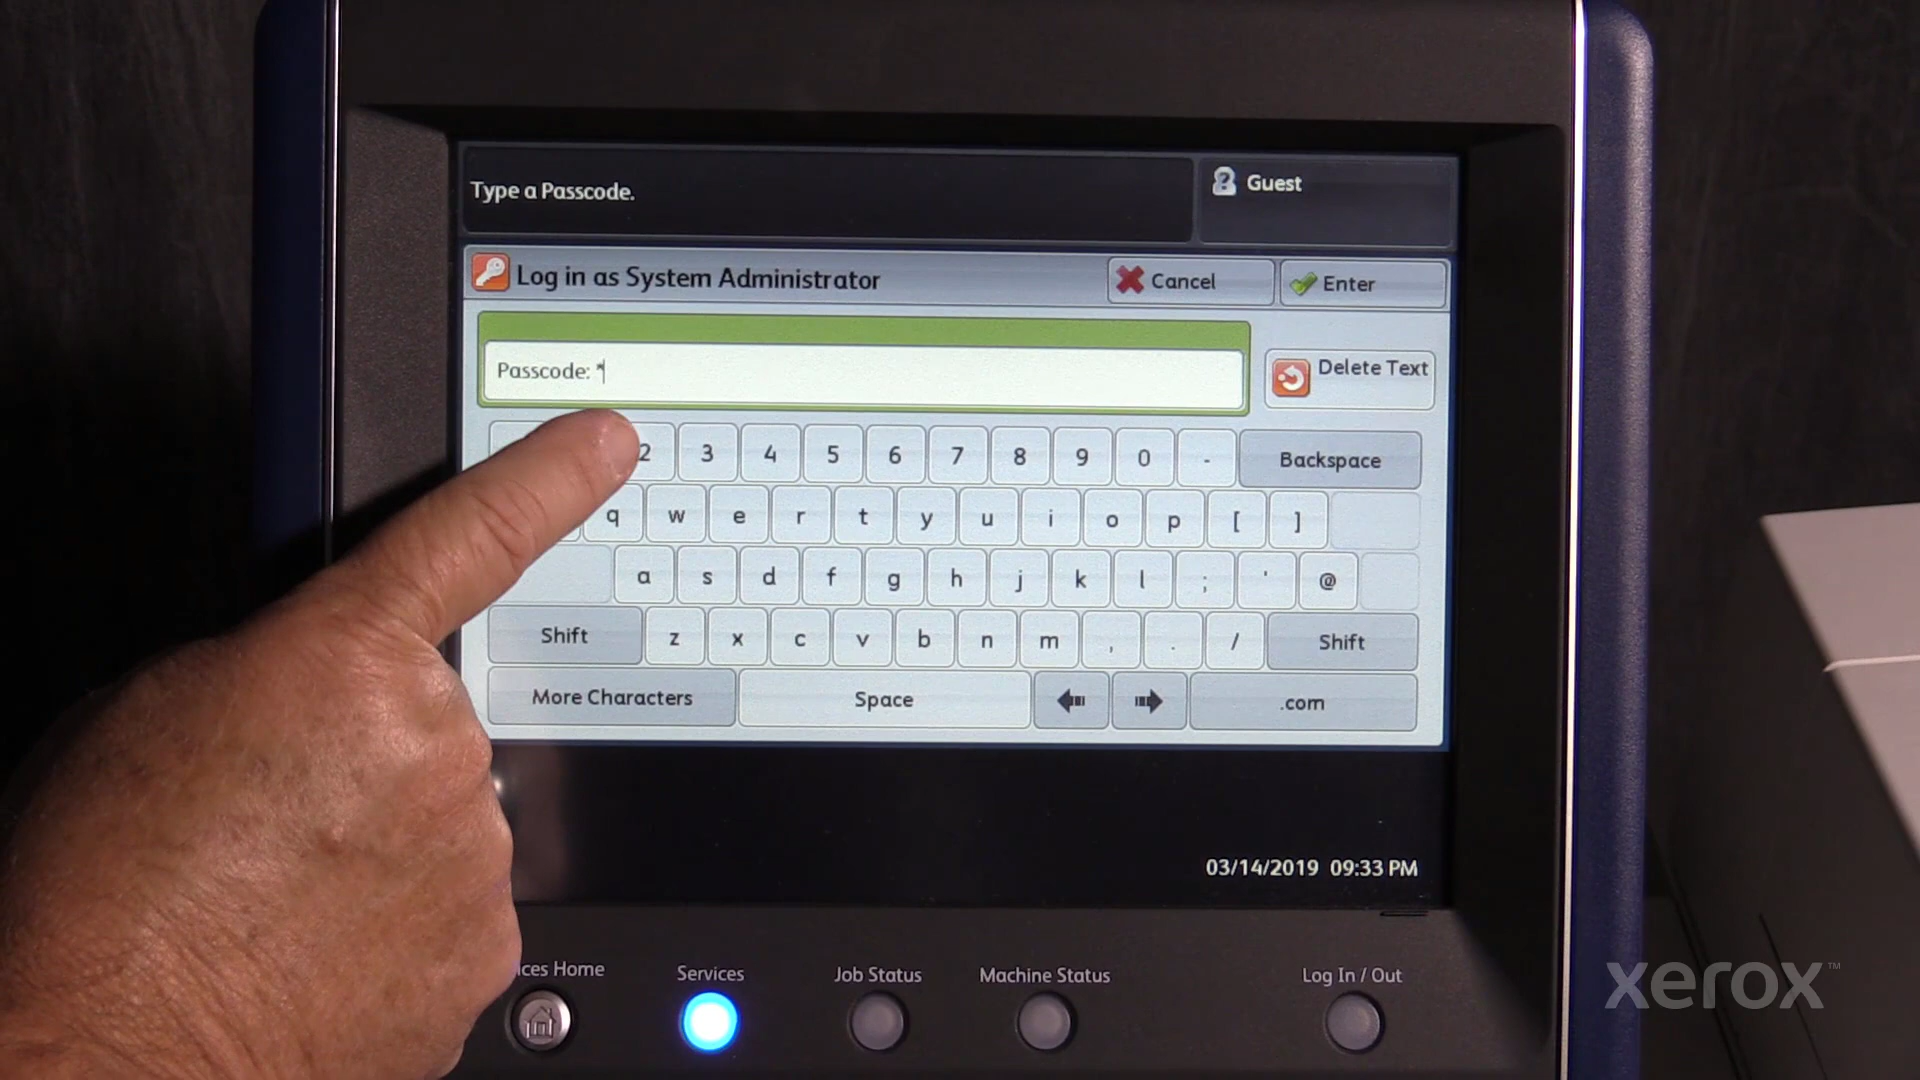 Type a Passcode.
Guest
Log in as System Administrator
Cancel
Enter
Passcode: *
Delete Text
2 3 4 5 6 7 8 9 0 - Backspace
q w e r t y u i o p [ ]
a s d f g h j k l ; ' @
Shift z x c v b n m , . / Shift
More Characters Space .com
03/14/2019 09:33 PM
ices Home Services Job Status Machine Status Log In / Out
xerox™